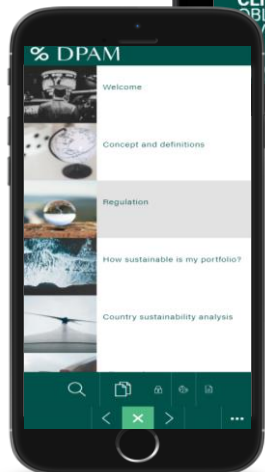 DPAM
Welcome
Concept and definitions
Regulation
How sustainable is my portfolio?
Country sustainability analysis